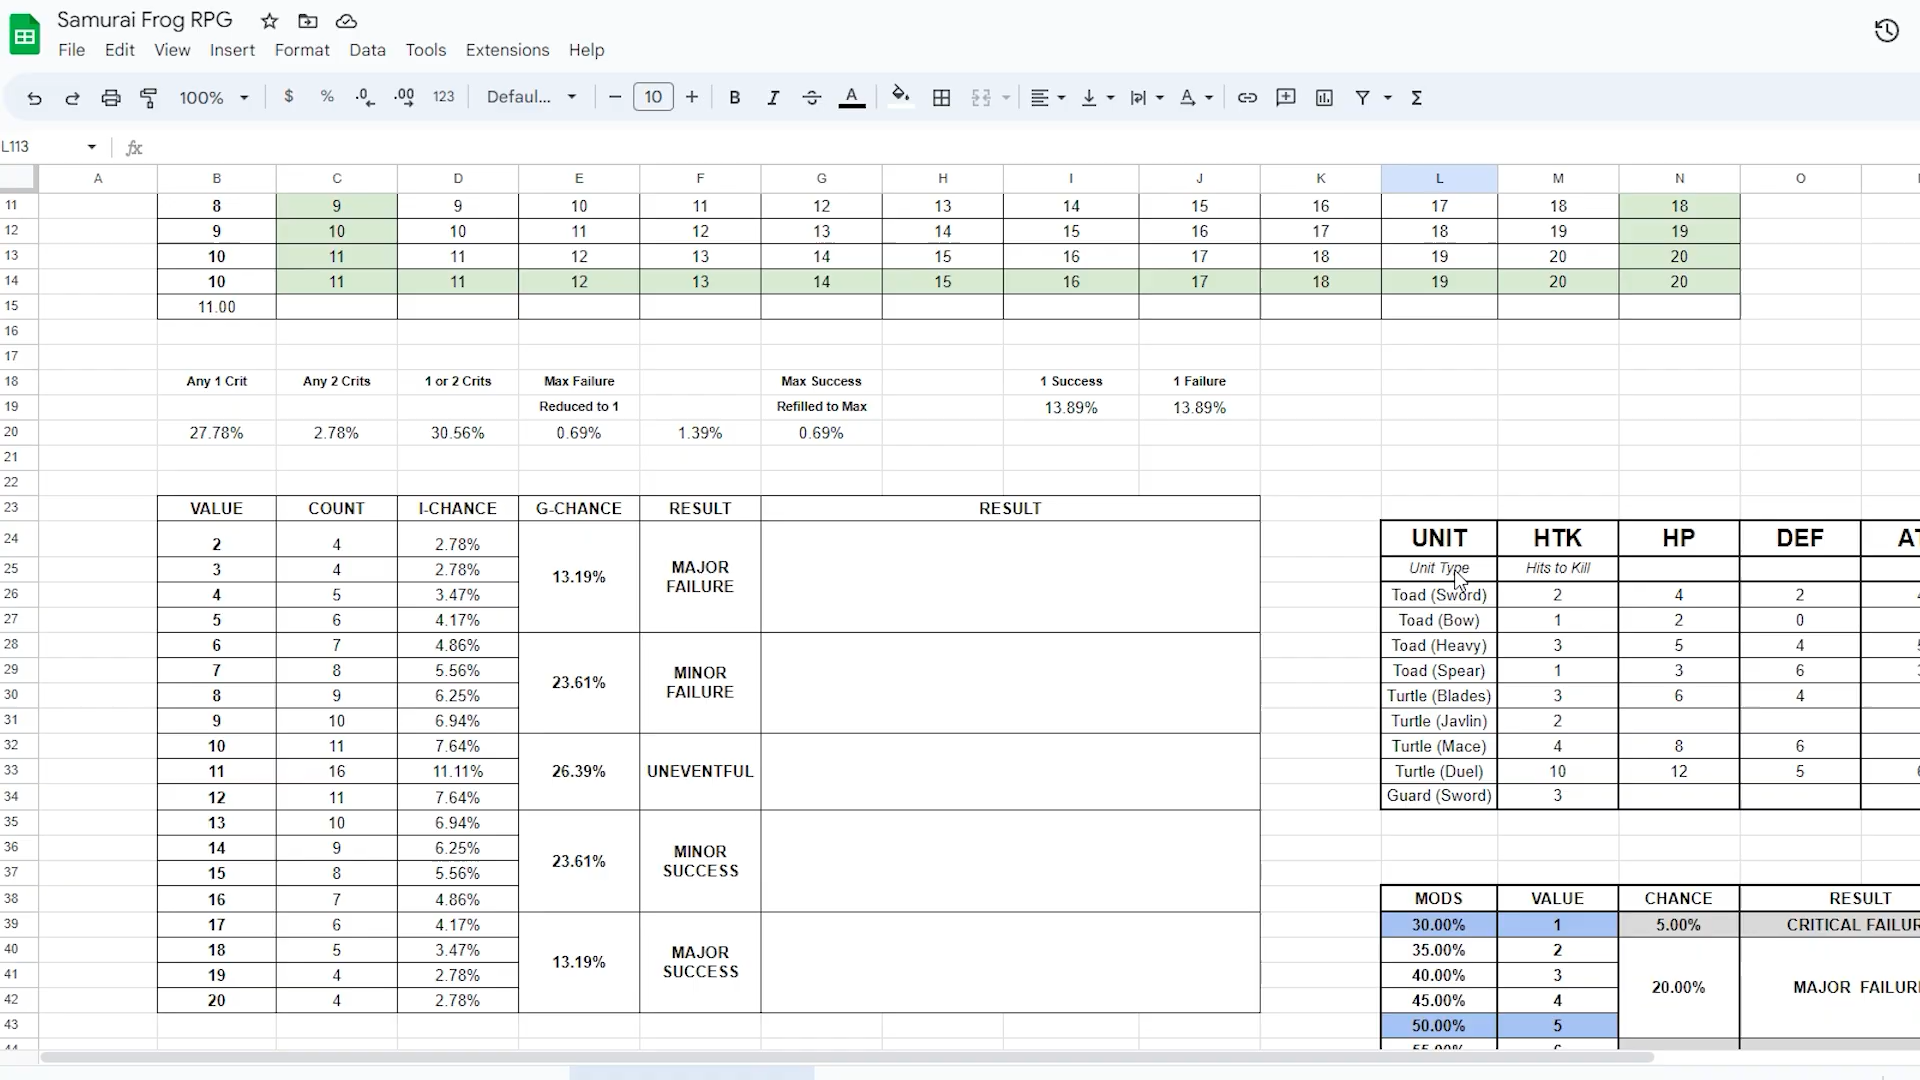 Samurai Frog RPG
File Edit View Insert Format Data Tools Extensions Help
100% $ % .0 .00 123 Defaul... − 10 + B I S A Σ
L113 fx
A B C D E F G H I J K L M N O
11 8 9 9 10 11 12 13 14 15 16 17 18 18
12 9 10 10 11 12 13 14 15 16 17 18 19 19
13 10 11 11 12 13 14 15 16 17 18 19 20 20
14 10 11 11 12 13 14 15 16 17 18 19 20 20
15 11.00
16
17
18 Any 1 Crit Any 2 Crits 1 or 2 Crits Max Failure Max Success 1 Success 1 Failure
19 Reduced to 1 Refilled to Max 13.89% 13.89%
20 27.78% 2.78% 30.56% 0.69% 1.39% 0.69%
21
22
23 VALUE COUNT I-CHANCE G-CHANCE RESULT RESULT
24 2 4 2.78% UNIT HTK HP DEF
25 3 4 2.78% 13.19% MAJOR FAILURE Unit Type Hits to Kill
26 4 5 3.47% Toad (Sword) 2 4 2
27 5 6 4.17% Toad (Bow) 1 2 0
28 6 7 4.86% Toad (Heavy) 3 5 4
29 7 8 5.56% 23.61% MINOR FAILURE Toad (Spear) 1 3 6
30 8 9 6.25% Turtle (Blades) 3 6 4
31 9 10 6.94% Turtle (Javlin) 2
32 10 11 7.64% Turtle (Mace) 4 8 6
33 11 16 11.11% 26.39% UNEVENTFUL Turtle (Duel) 10 12 5
34 12 11 7.64% Guard (Sword) 3
35 13 10 6.94%
36 14 9 6.25% 23.61% MINOR SUCCESS
37 15 8 5.56%
38 16 7 4.86% MODS VALUE CHANCE RESULT
39 17 6 4.17% 30.00% 1 5.00% CRITICAL FAILUR
40 18 5 3.47% 13.19% MAJOR SUCCESS 35.00% 2
41 19 4 2.78% 40.00% 3 20.00% MAJOR FAILUR
42 20 4 2.78% 45.00% 4
43 50.00% 5